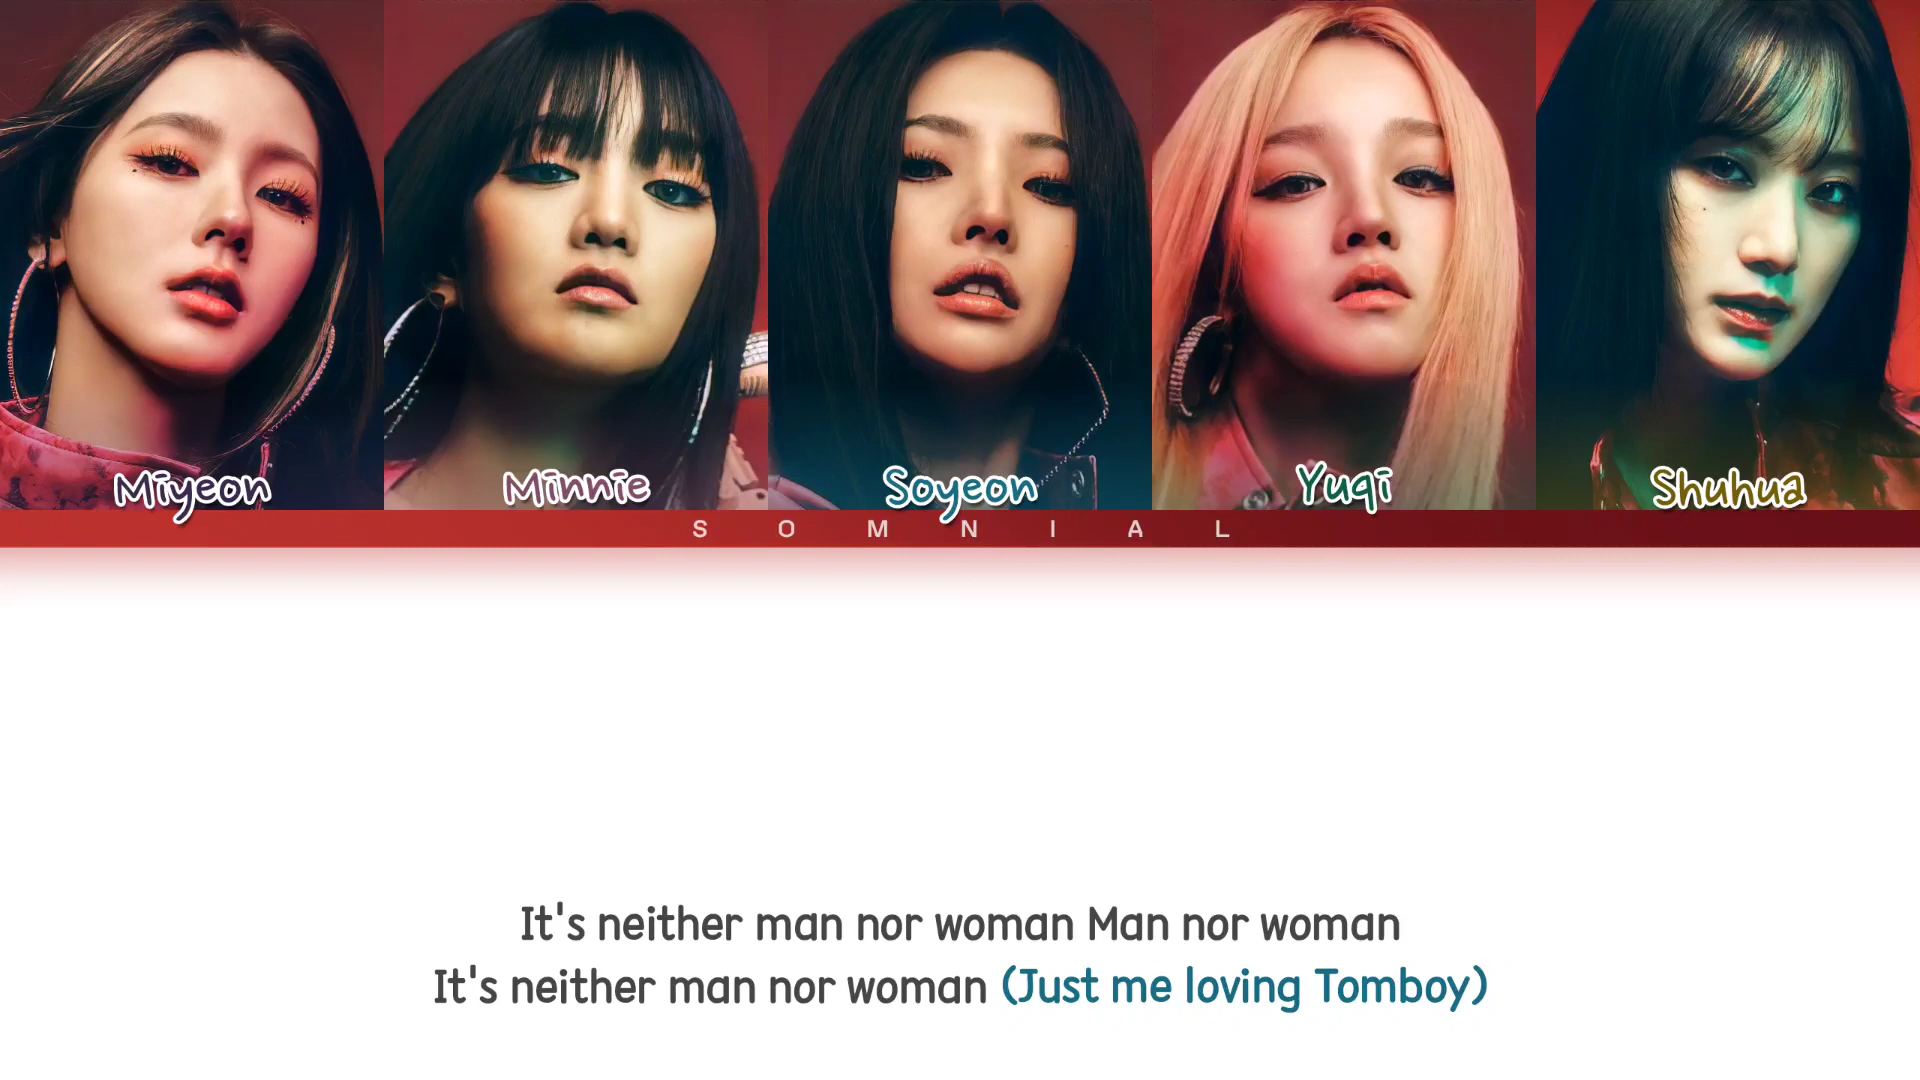 Miyeon
Minnie
Soyeon
Yuqi
Shuhua
SOMNIAL
It's neither man nor woman Man nor woman
It's neither man nor woman (Just me loving Tomboy)